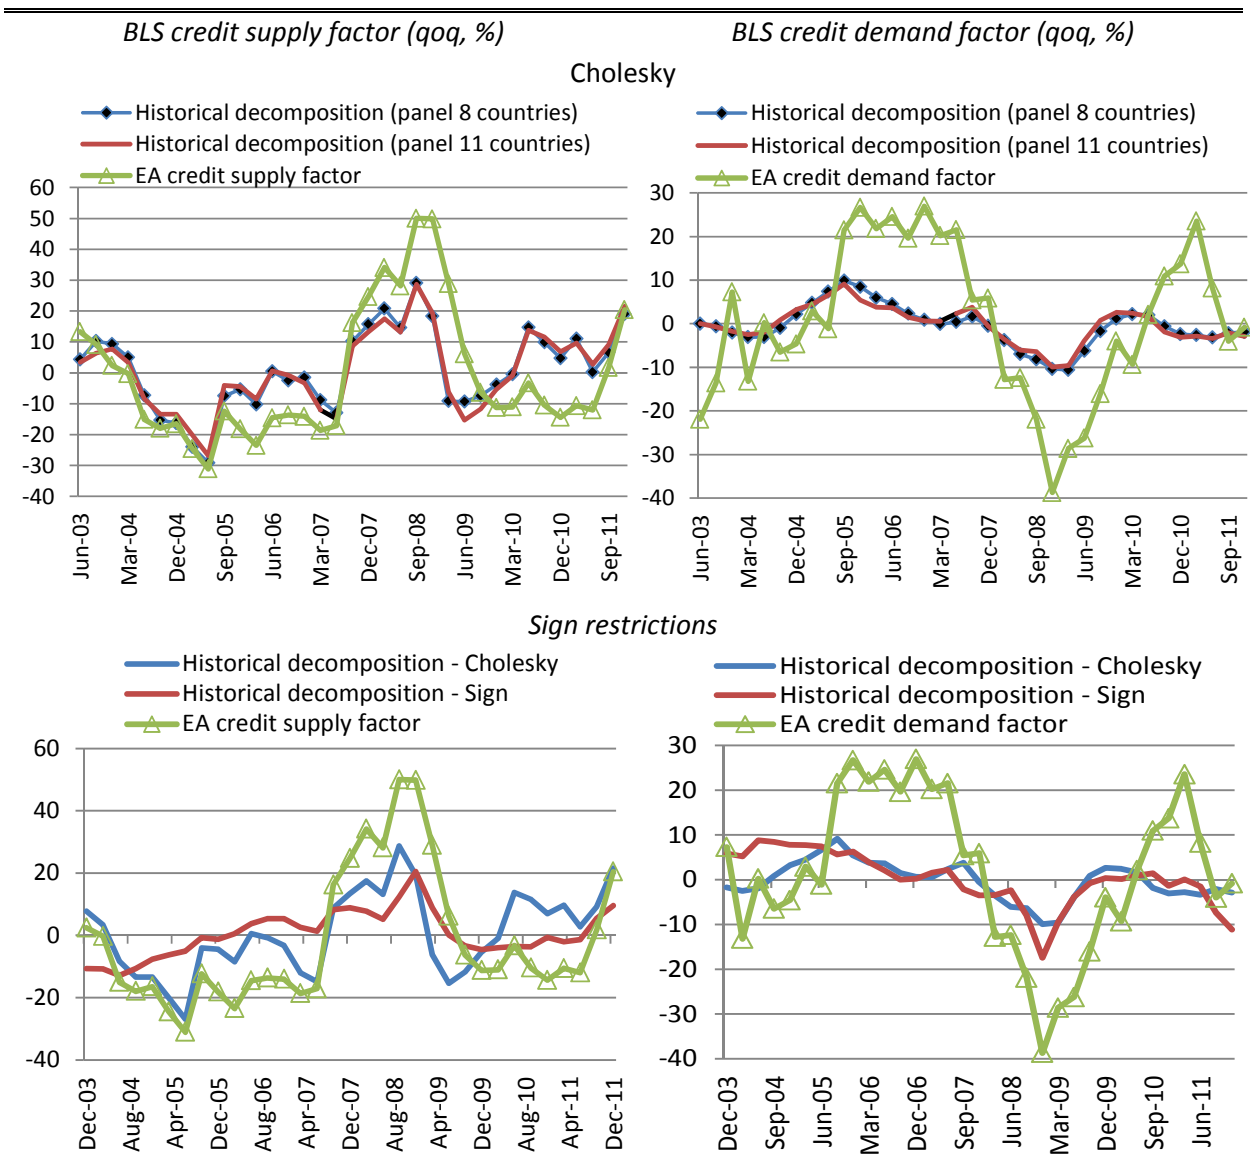 BLS credit supply factor (qoq, %)
BLS credit demand factor (qoq, %)
Cholesky
Historical decomposition (panel 8 countries)
Historical decomposition (panel 11 countries)
EA credit supply factor
60
50
40
30
20
10
0
-10
-20
-30
-40
Jun-03
Mar-04
Dec-04
Sep-05
Jun-06
Mar-07
Dec-07
Sep-08
Jun-09
Mar-10
Dec-10
Sep-11
Historical decomposition (panel 8 countries)
Historical decomposition (panel 11 countries)
EA credit demand factor
30
20
10
0
-10
-20
-30
-40
Jun-03
Mar-04
Dec-04
Sep-05
Jun-06
Mar-07
Dec-07
Sep-08
Jun-09
Mar-10
Dec-10
Sep-11
Sign restrictions
Historical decomposition - Cholesky
Historical decomposition - Sign
EA credit supply factor
60
40
20
0
-20
-40
Dec-03
Aug-04
Apr-05
Dec-05
Aug-06
Apr-07
Dec-07
Aug-08
Apr-09
Dec-09
Aug-10
Apr-11
Dec-11
Historical decomposition - Cholesky
Historical decomposition - Sign
EA credit demand factor
30
20
10
0
-10
-20
-30
-40
Dec-03
Sep-04
Jun-05
Mar-06
Dec-06
Sep-07
Jun-08
Mar-09
Dec-09
Sep-10
Jun-11